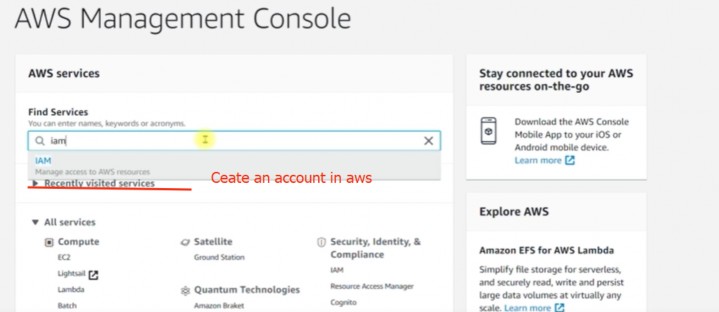 AWS Management Console
AWS services
Find Services
You can enter names, keywords or acronyms.
iam
IAM
Manage access to AWS resources
Recently visited services
Ceate an account in aws
All services
Compute
EC2
Lightsail
Lambda
Batch
Satellite
Ground Station
Quantum Technologies
Amazon Braket
Security, Identity, &
Compliance
IAM
Resource Access Manager
Cognito
Stay connected to your AWS
resources on-the-go
Download the AWS Console
Mobile App to your iOS or
Android mobile device.
Learn more
Explore AWS
Amazon EFS for AWS Lambda
Simplify file storage for serverless,
and securely read, write and persist
large data volumes at virtually any
scale. Learn more